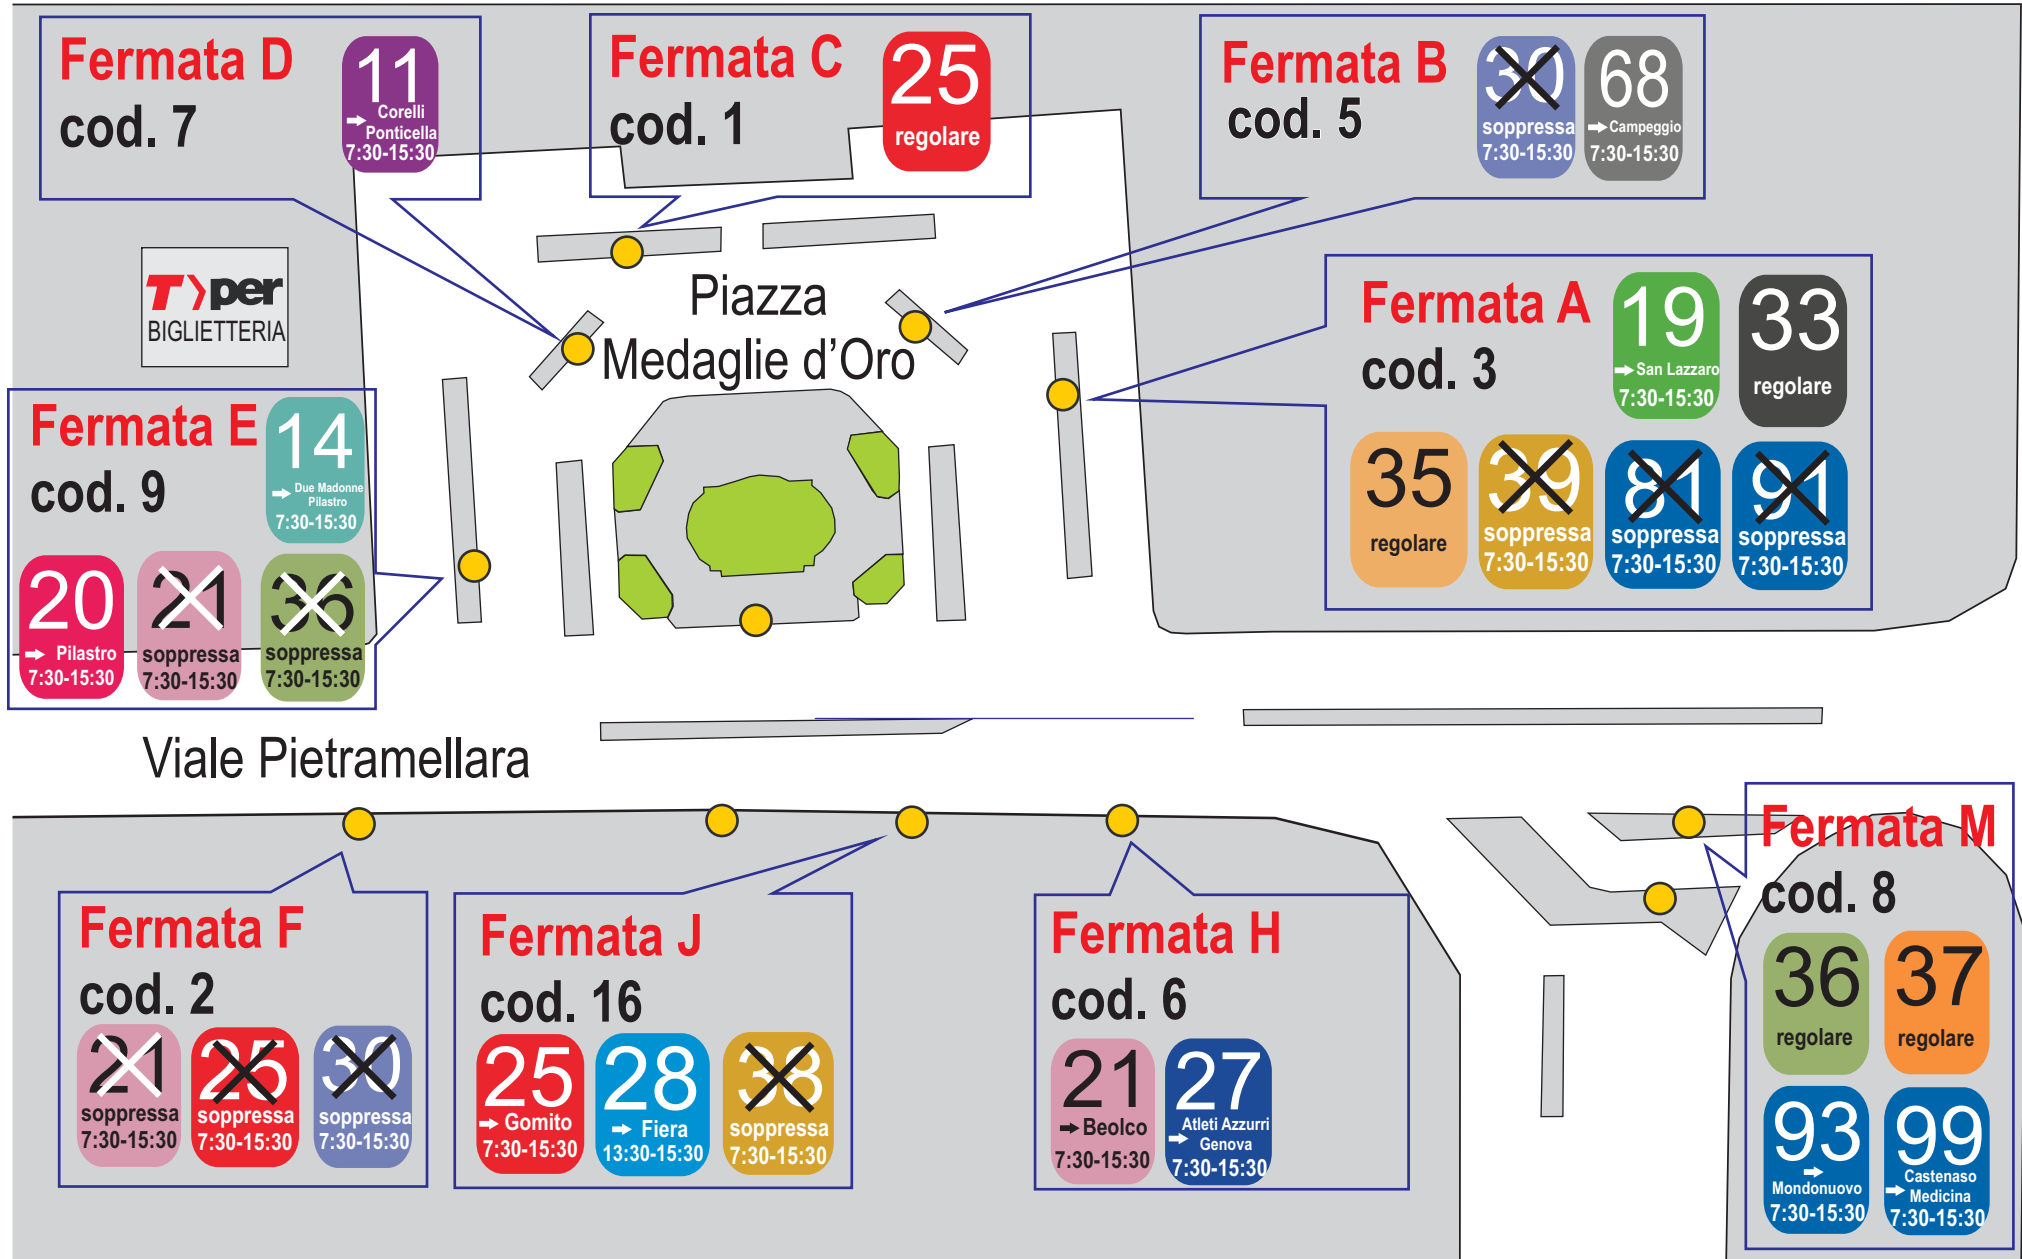 Fermata D
cod. 7
11
Corelli
Ponticella
7:30-15:30
Fermata C
cod. 1
25
regolare
Fermata B
cod. 5
30
soppressa
7:30-15:30
68
Campeggio
7:30-15:30
Tper
BIGLIETTERIA
Piazza
Medaglie d'Oro
Fermata A
cod. 3
19
San Lazzaro
7:30-15:30
33
regolare
35
regolare
39
soppressa
7:30-15:30
81
soppressa
7:30-15:30
91
soppressa
7:30-15:30
Fermata E
cod. 9
14
Due Madonne
Pilastro
7:30-15:30
20
Pilastro
7:30-15:30
21
soppressa
7:30-15:30
36
soppressa
7:30-15:30
Viale Pietramellara
Fermata F
cod. 2
21
soppressa
7:30-15:30
25
soppressa
7:30-15:30
30
soppressa
7:30-15:30
Fermata J
cod. 16
25
Gomito
7:30-15:30
28
Fiera
13:30-15:30
38
soppressa
7:30-15:30
Fermata H
cod. 6
21
Beolco
7:30-15:30
27
Atleti Azzurri
Genova
7:30-15:30
Fermata M
cod. 8
36
regolare
37
regolare
93
Mondonuovo
7:30-15:30
99
Castenaso
Medicina
7:30-15:30